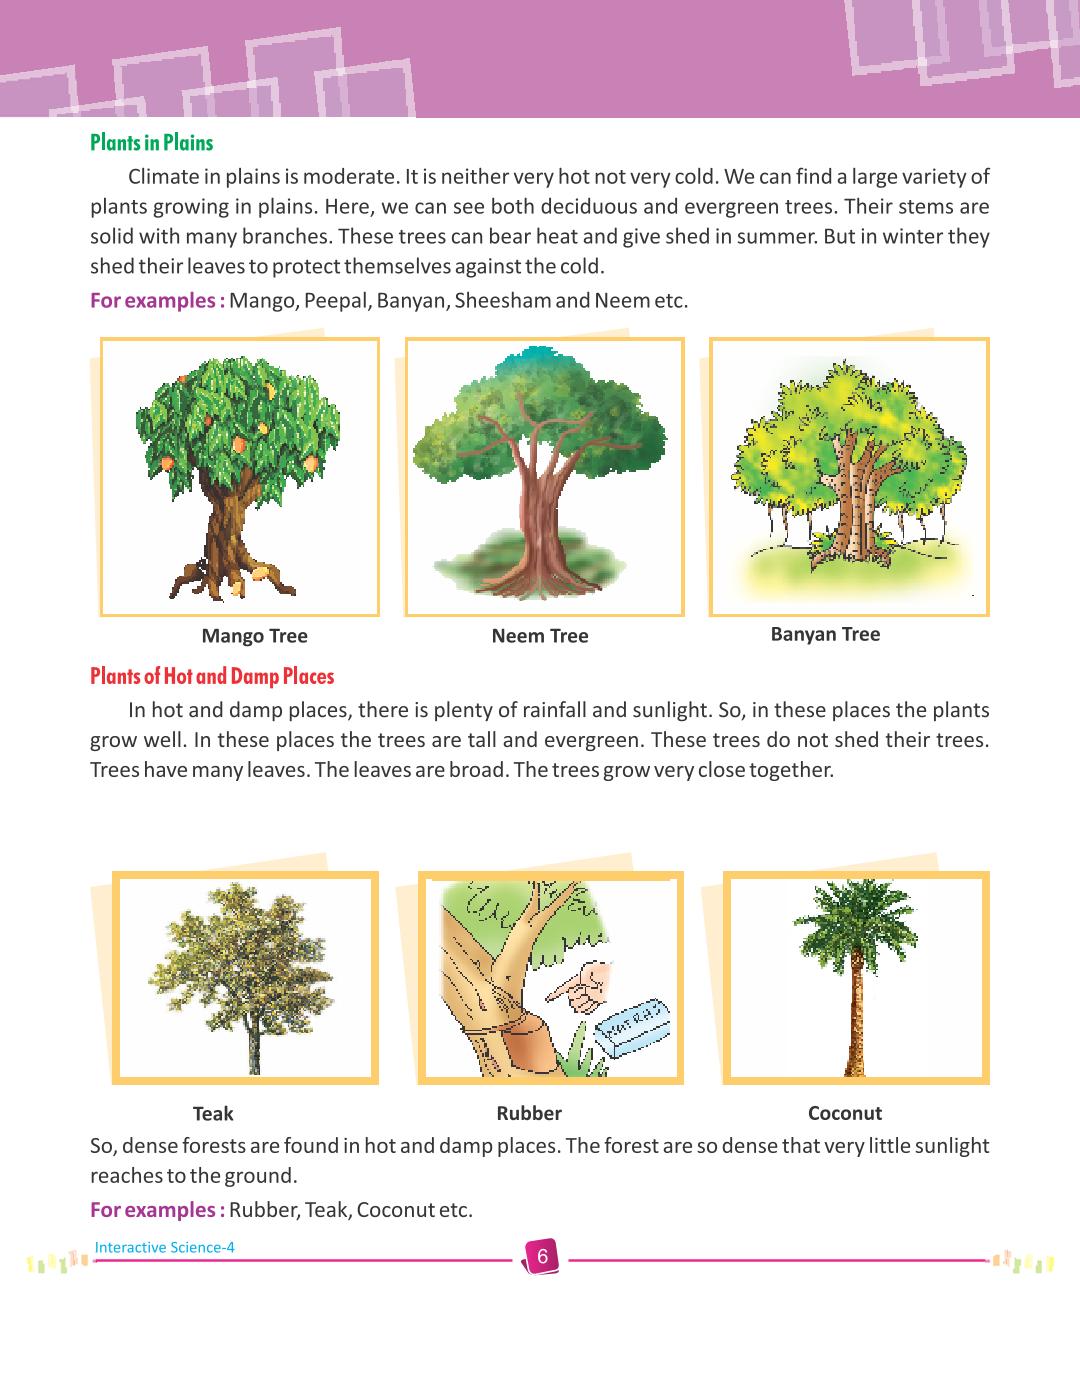 Plants in Plains
Climate in plains is moderate. It is neither very hot not very cold. We can find a large variety of
plants growing in plains. Here, we can see both deciduous and evergreen trees. Their stems are
solid with many branches. These trees can bear heat and give shed in summer. But in winter they
shed their leaves to protect themselves against the cold.
For examples : Mango, Peepal, Banyan, Sheesham and Neem etc.
Mango Tree
Neem Tree
Banyan Tree
Plants of Hot and Damp Places
In hot and damp places, there is plenty of rainfall and sunlight. So, in these places the plants
grow well. In these places the trees are tall and evergreen. These trees do not shed their trees.
Trees have many leaves. The leaves are broad. The trees grow very close together.
Teak
Rubber
Coconut
So, dense forests are found in hot and damp places. The forest are so dense that very little sunlight
reaches to the ground.
For examples : Rubber, Teak, Coconut etc.
Interactive Science-4
6